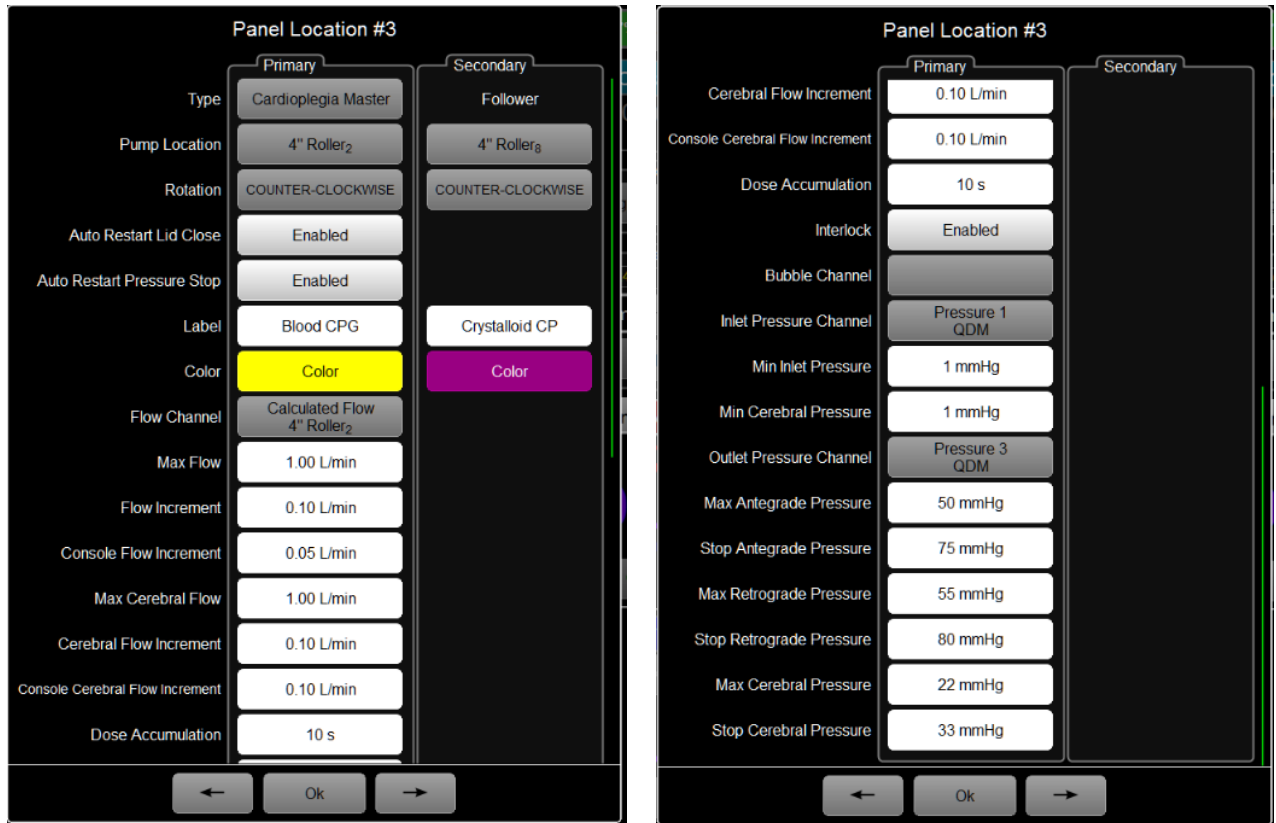 Panel Location #3
Primary Secondary
Type Cardioplegia Master Follower
Pump Location 4" Roller₂ 4" Roller₈
Rotation COUNTER-CLOCKWISE COUNTER-CLOCKWISE
Auto Restart Lid Close Enabled
Auto Restart Pressure Stop Enabled
Label Blood CPG Crystalloid CP
Color Color Color
Flow Channel Calculated Flow
4" Roller₂
Max Flow 1.00 L/min
Flow Increment 0.10 L/min
Console Flow Increment 0.05 L/min
Max Cerebral Flow 1.00 L/min
Cerebral Flow Increment 0.10 L/min
Console Cerebral Flow Increment 0.10 L/min
Dose Accumulation 10 s
← Ok →
Panel Location #3
Primary Secondary
Cerebral Flow Increment 0.10 L/min
Console Cerebral Flow Increment 0.10 L/min
Dose Accumulation 10 s
Interlock Enabled
Bubble Channel
Inlet Pressure Channel Pressure 1
QDM
Min Inlet Pressure 1 mmHg
Min Cerebral Pressure 1 mmHg
Outlet Pressure Channel Pressure 3
QDM
Max Antegrade Pressure 50 mmHg
Stop Antegrade Pressure 75 mmHg
Max Retrograde Pressure 55 mmHg
Stop Retrograde Pressure 80 mmHg
Max Cerebral Pressure 22 mmHg
Stop Cerebral Pressure 33 mmHg
← Ok →